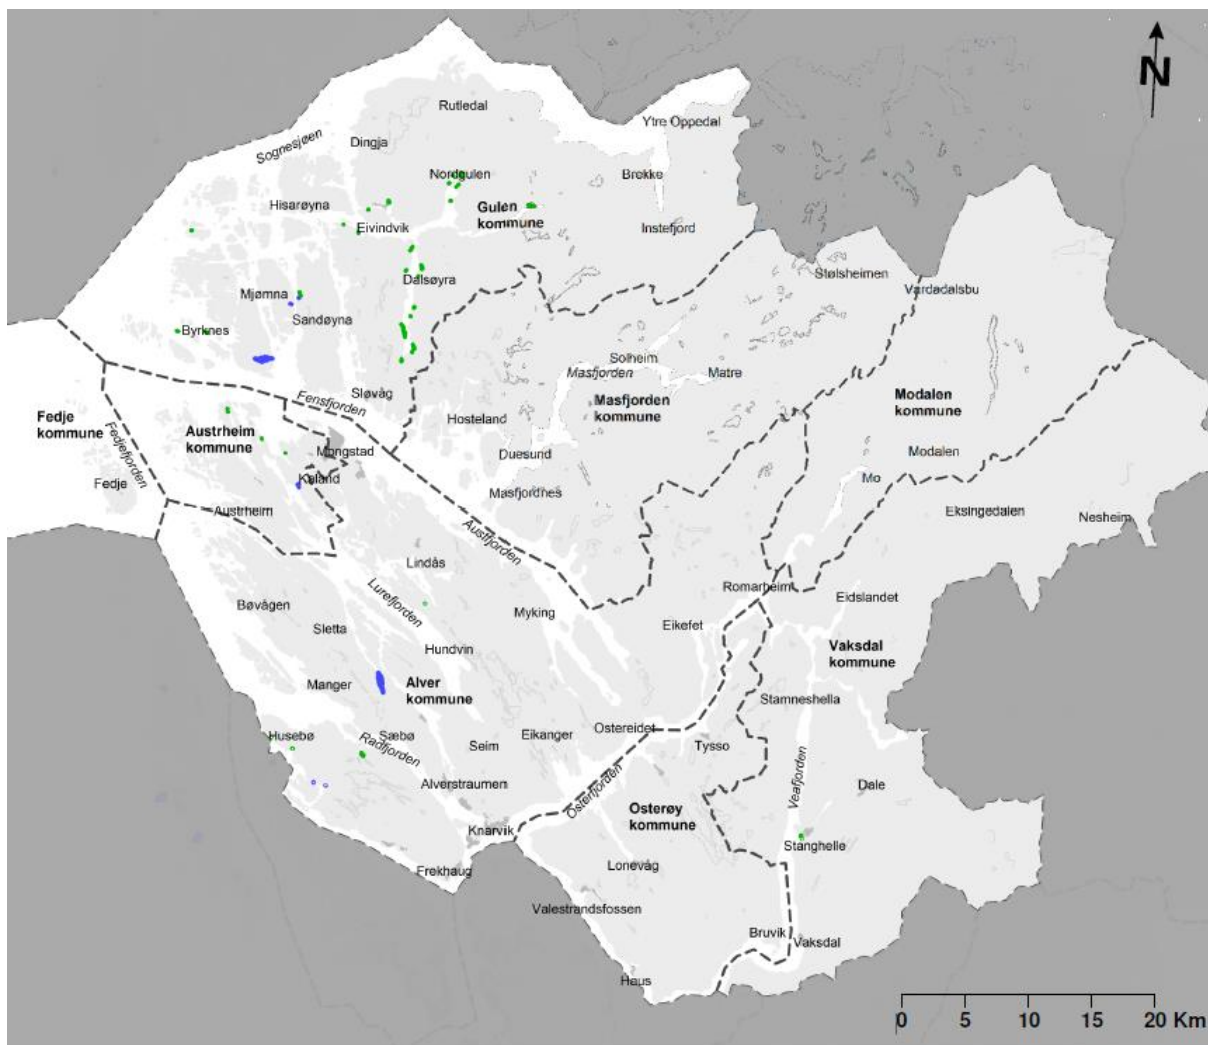 N
Rutledal
Ytre Oppedal
Sognesjøen
Dingja
Nordgulen
Brekke
Hisarøyna
Gulen
kommune
Eivindvik
Instefjord
Stølsheimen
Dalsøyra
Vardadalsbu
Mjømna
Sandøyna
Byrknes
Solheim
Masfjorden
Matre
Sløvåg
Fensfjorden
Masfjorden
kommune
Modalen
kommune
Hosteland
Fedje
kommune
Austrheim
kommune
Fedjefjorden
Mongstad
Duesund
Modalen
Fedje
Kaland
Mo
Masfjordnes
Austrheim
Eksingedalen
Nesheim
Austfjorden
Lindås
Lurefjorden
Romarheim
Eidslandet
Bøvågen
Myking
Sletta
Eikefet
Hundvin
Vaksdal
kommune
Manger
Alver
kommune
Stamneshella
Ostereidet
Husebø
Sæbø
Eikanger
Radfjorden
Seim
Tysso
Veafjorden
Alverstraumen
Osterfjorden
Dale
Osterøy
kommune
Knarvik
Stanghelle
Frekhaug
Lonevåg
Valestrandsfossen
Bruvik
Vaksdal
Haus
0 5 10 15 20 Km